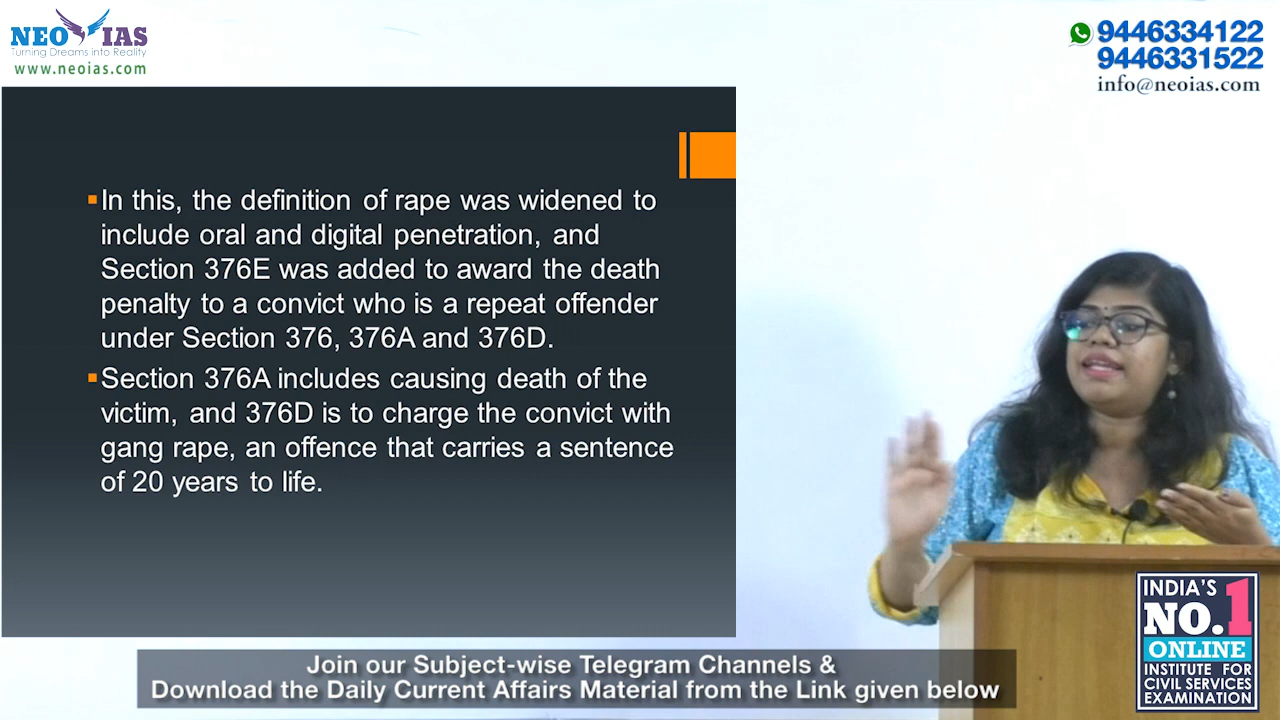 NEO IAS
Turning Dreams into Reality
www.neoias.com
9446334122
9446331522
info@neoias.com
▪In this, the definition of rape was widened to
include oral and digital penetration, and
Section 376E was added to award the death
penalty to a convict who is a repeat offender
under Section 376, 376A and 376D.
▪Section 376A includes causing death of the
victim, and 376D is to charge the convict with
gang rape, an offence that carries a sentence
of 20 years to life.
INDIA'S
NO.1
ONLINE
INSTITUTE FOR
CIVIL SERVICES
EXAMINATION
Join our Subject-wise Telegram Channels &
Download the Daily Current Affairs Material from the Link given below